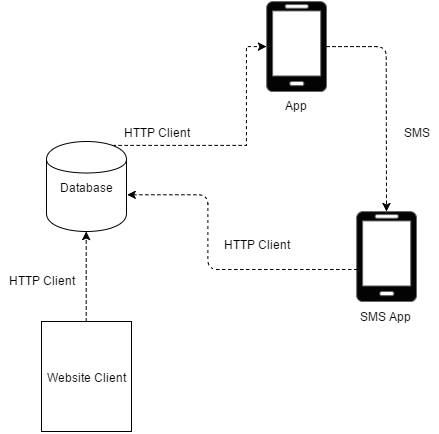 App
HTTP Client
SMS
Database
HTTP Client
HTTP Client
SMS App
Website Client